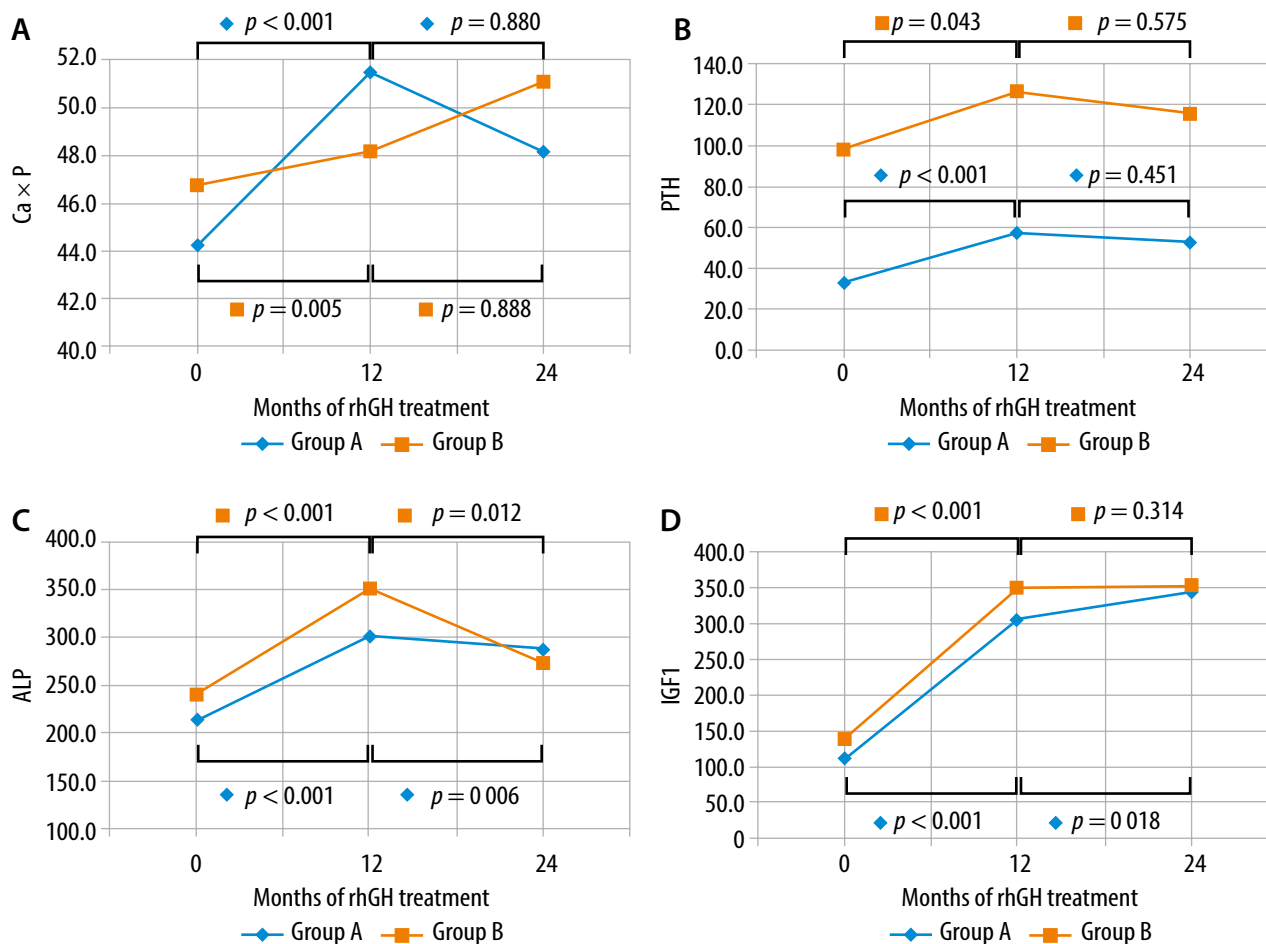 A
p < 0.001
p = 0.880
52.0
50.0
48.0
46.0
44.0
42.0
40.0
Ca × P
p = 0.005
p = 0.888
0 12 24
Months of rhGH treatment
Group A Group B
B
p = 0.043
p = 0.575
140.0
120.0
100.0
80.0
60.0
40.0
20.0
0.0
PTH
p < 0.001
p = 0.451
0 12 24
Months of rhGH treatment
Group A Group B
C
p < 0.001
p = 0.012
400.0
350.0
300.0
250.0
200.0
150.0
100.0
ALP
p < 0.001
p = 0 006
0 12 24
Months of rhGH treatment
Group A Group B
D
p < 0.001
p = 0.314
400.0
350.0
300.0
250.0
200.0
150.0
100.0
50.0
0
IGF1
p < 0.001
p = 0 018
0 12 24
Months of rhGH treatment
Group A Group B